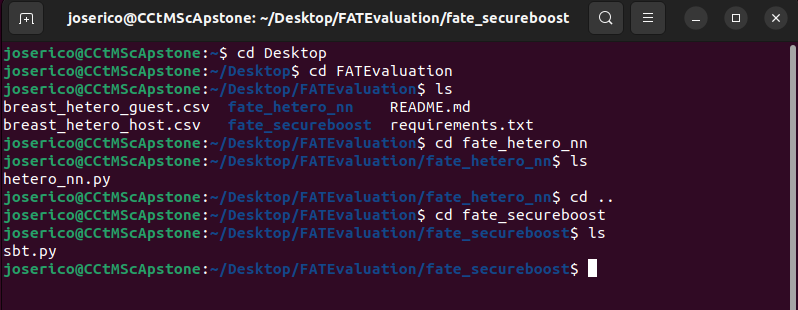 joserico@CCtMScApstone: ~/Desktop/FATEvaluation/fate_secureboost
joserico@CCtMScApstone:~$ cd Desktop
joserico@CCtMScApstone:~/Desktop$ cd FATEvaluation
joserico@CCtMScApstone:~/Desktop/FATEvaluation$ ls
breast_hetero_guest.csv  fate_hetero_nn    README.md
breast_hetero_host.csv   fate_secureboost  requirements.txt
joserico@CCtMScApstone:~/Desktop/FATEvaluation$ cd fate_hetero_nn
joserico@CCtMScApstone:~/Desktop/FATEvaluation/fate_hetero_nn$ ls
hetero_nn.py
joserico@CCtMScApstone:~/Desktop/FATEvaluation/fate_hetero_nn$ cd ..
joserico@CCtMScApstone:~/Desktop/FATEvaluation$ cd fate_secureboost
joserico@CCtMScApstone:~/Desktop/FATEvaluation/fate_secureboost$ ls
sbt.py
joserico@CCtMScApstone:~/Desktop/FATEvaluation/fate_secureboost$